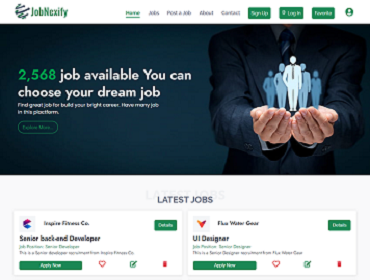 JobNexify
Home Jobs Post a Job About Contact Sign Up Log In Favorite
2,568 job available You can
choose your dream job
Find great job for build your bright career. Have many job
in this plactform.
Explore More..
LATEST JOBS
LATEST JOBS
Inspire Fitness Co. Details
Senior back-end Developer
Job Position: Senior Developer
This is a Senior developer recruitment from Inspire Fitness Co.
Apply Now
Flux Water Gear Details
UI Designer
Job Position: Senior Designer
This is a Senior Designer recruitment from Flux Water Gear
Apply Now